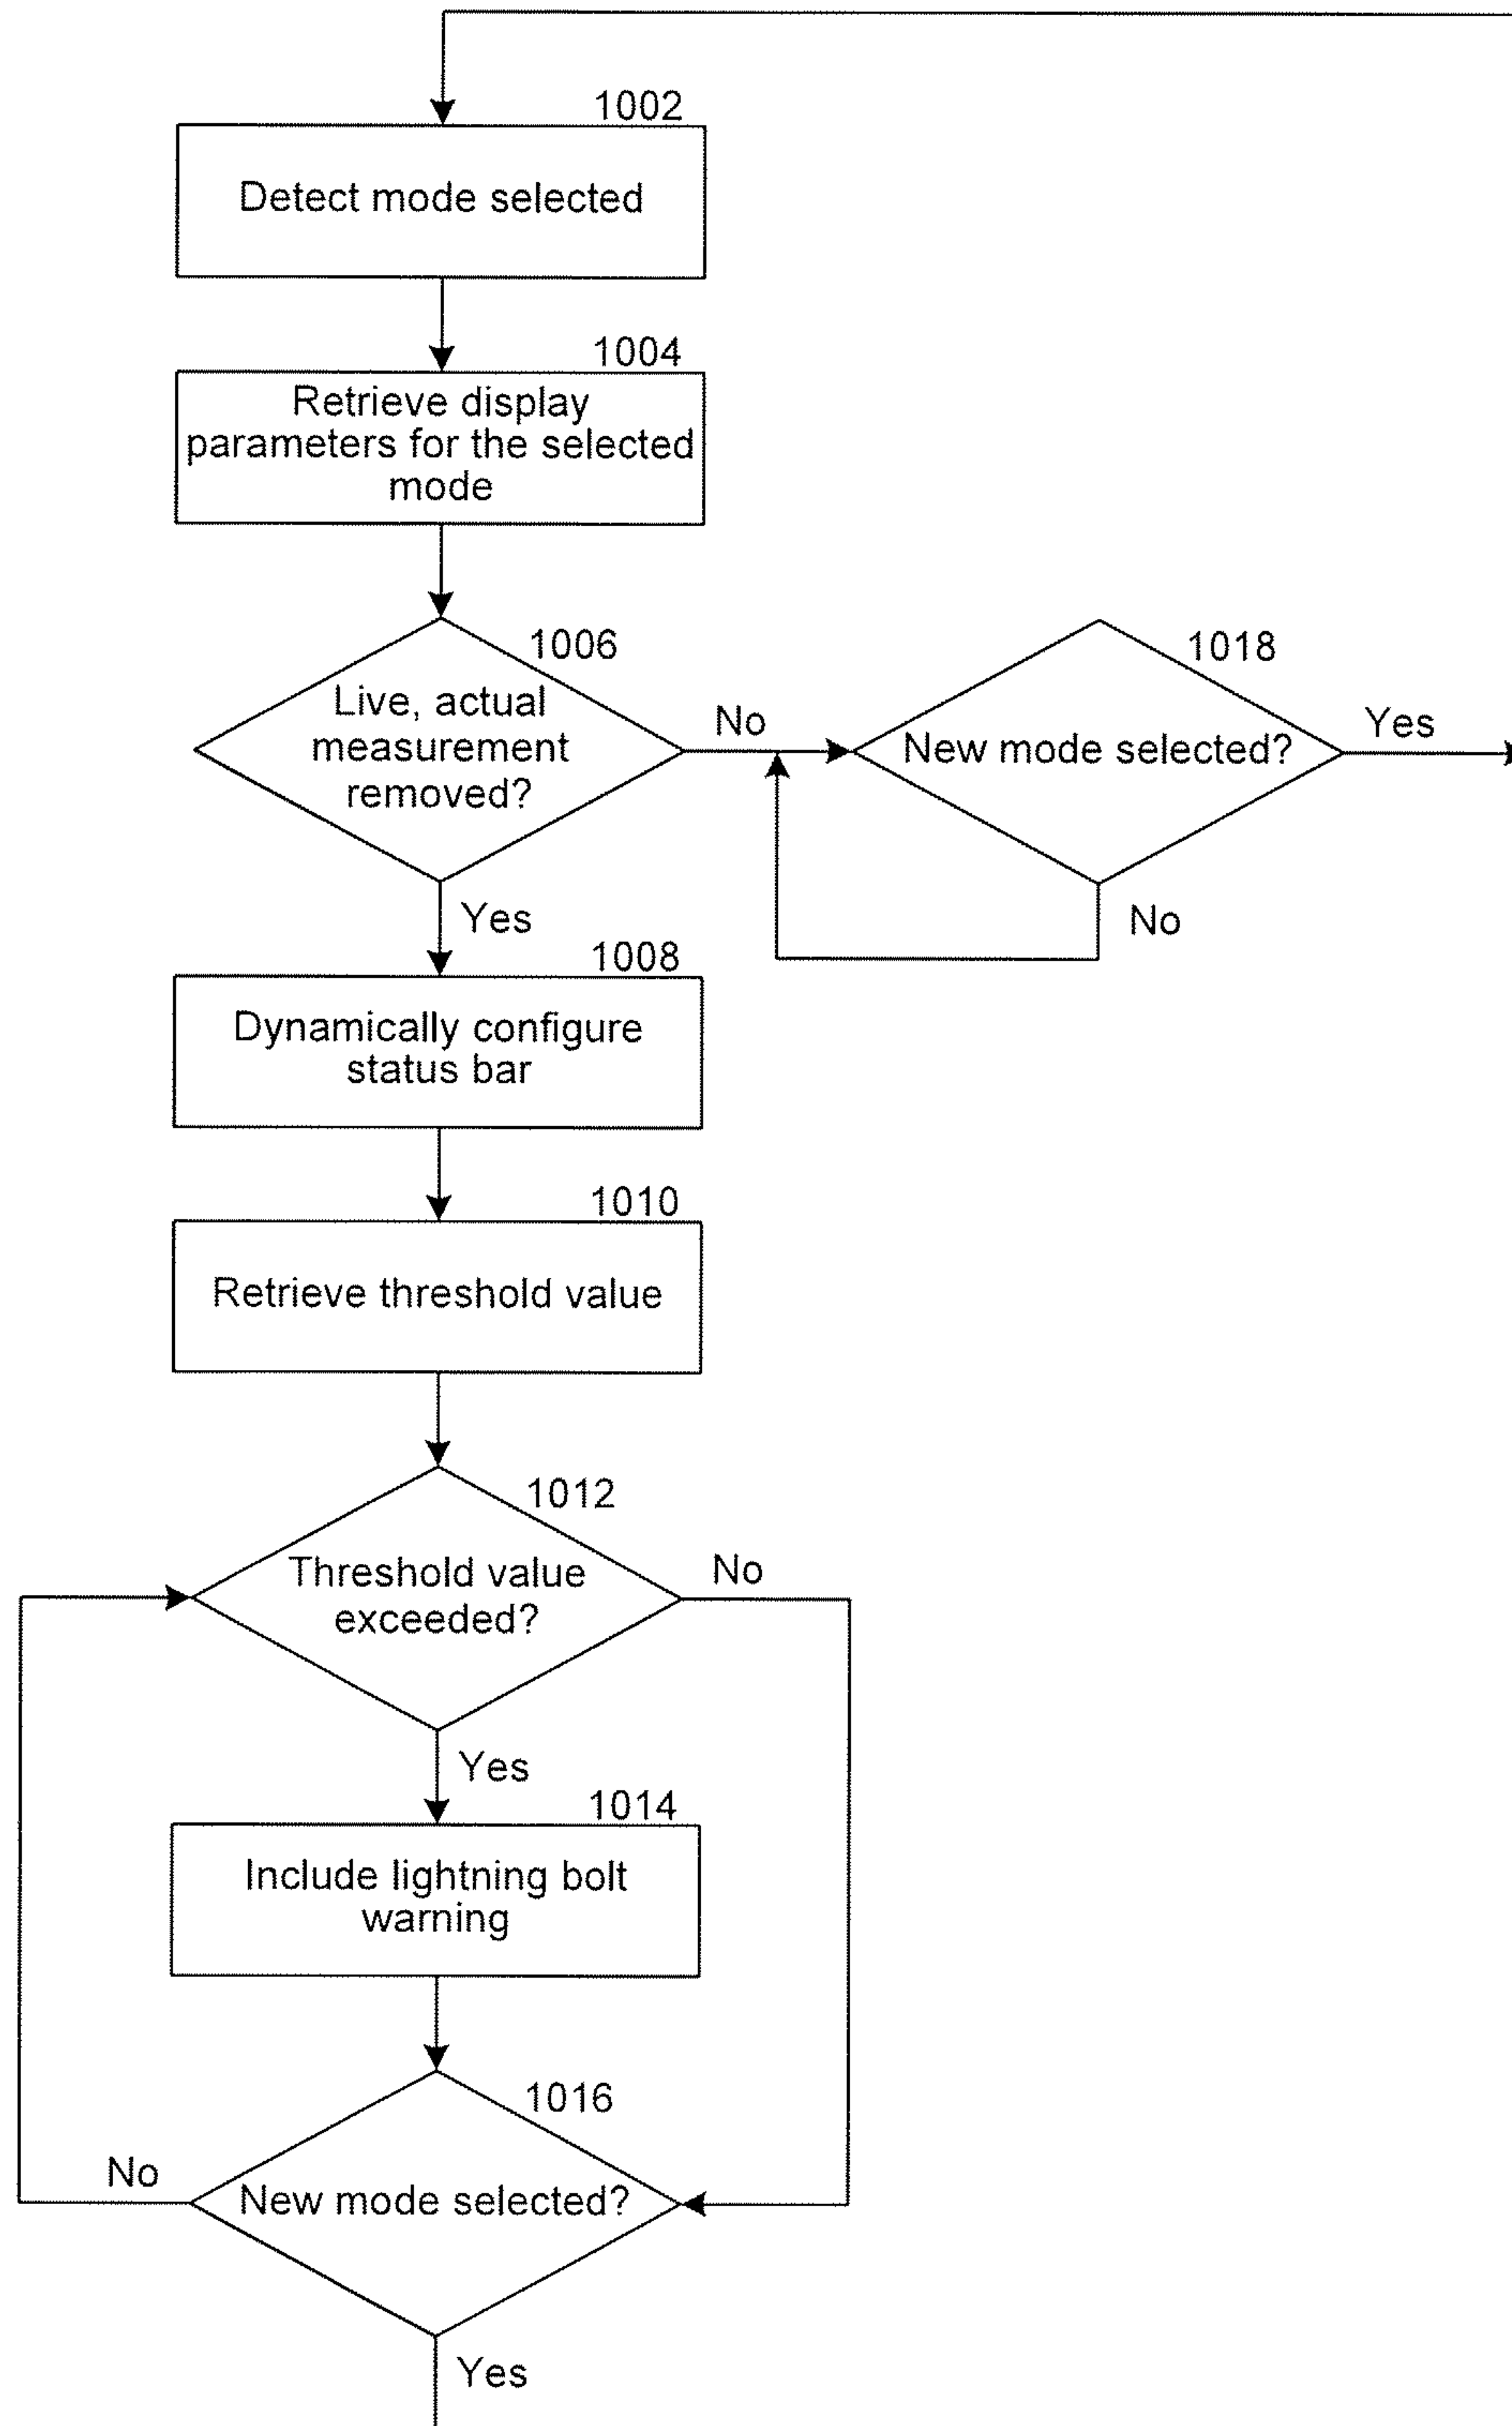 1002
Detect mode selected
1004
Retrieve display
parameters for the selected
mode
1006
Live, actual
measurement
removed?
No
1018
New mode selected?
Yes
No
Yes
1008
Dynamically configure
status bar
1010
Retrieve threshold value
1012
Threshold value
exceeded?
No
Yes
1014
Include lightning bolt
warning
1016
New mode selected?
No
Yes